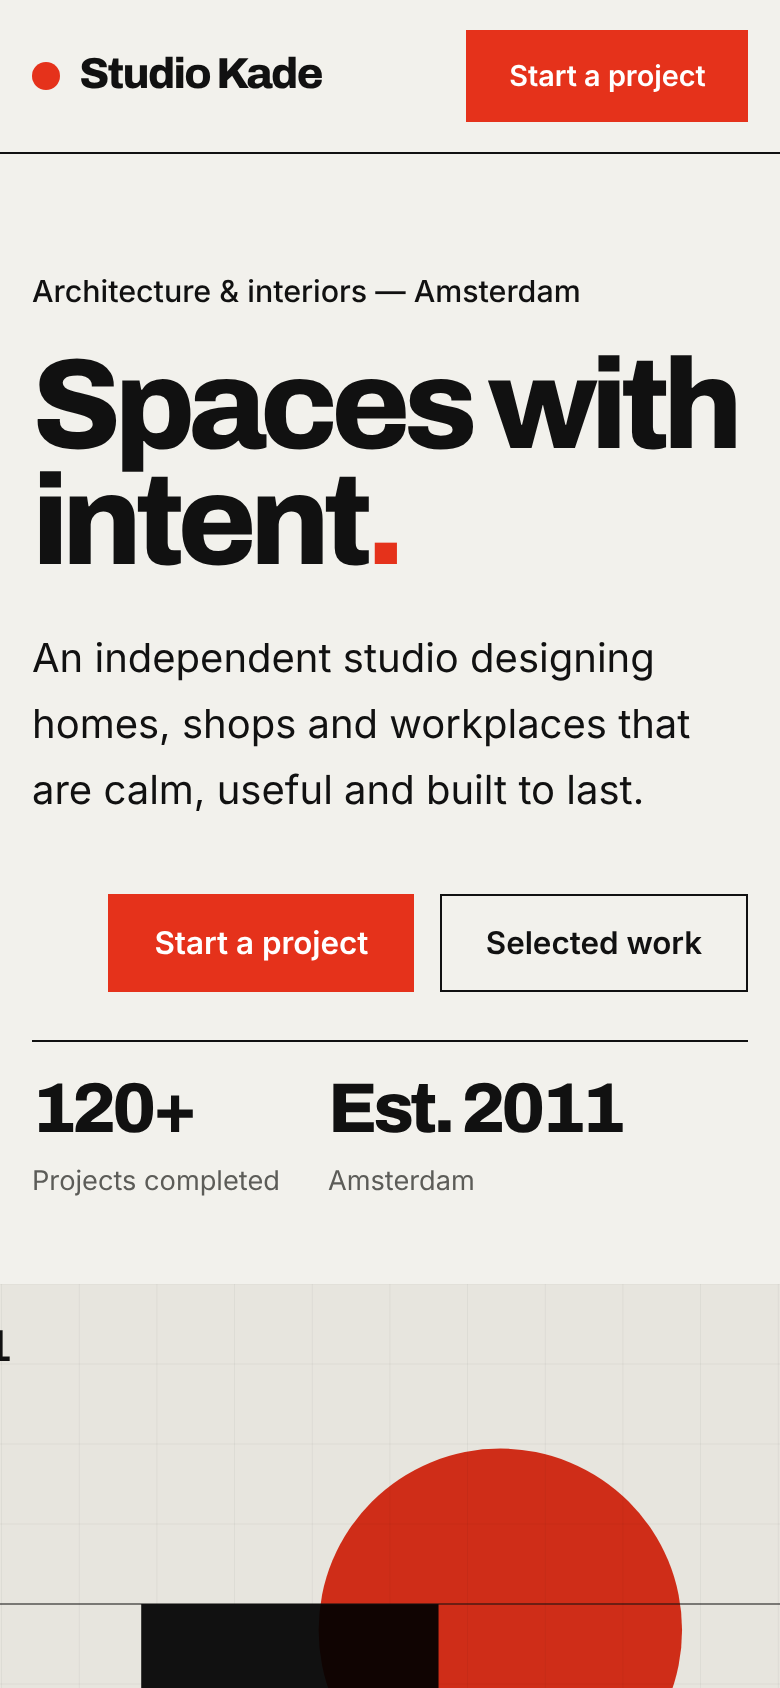 Studio Kade
Start a project
Architecture & interiors — Amsterdam
Spaces with
intent.
An independent studio designing
homes, shops and workplaces that
are calm, useful and built to last.
Start a project
Selected work
120+
Est. 2011
Projects completed
Amsterdam